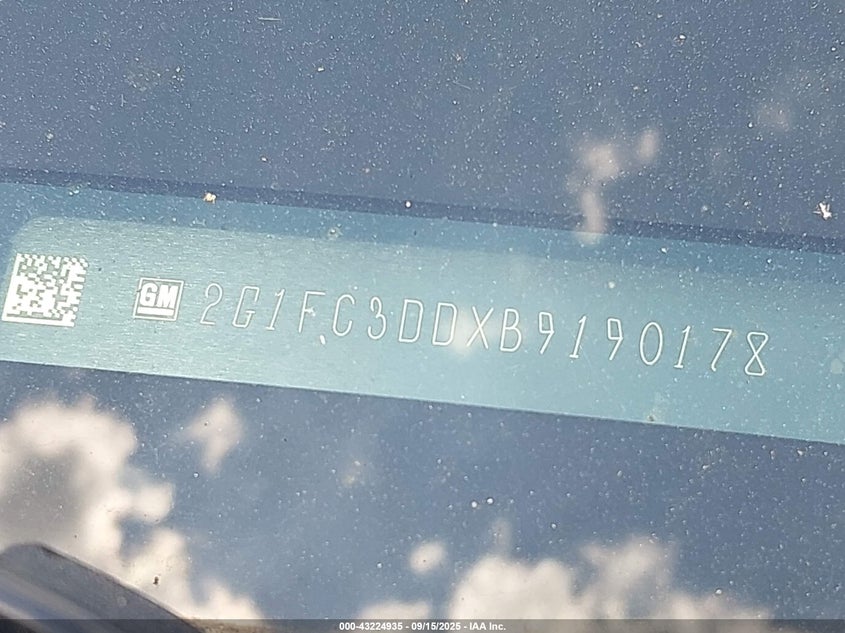 GM 2G1FC3DDXB9190178
000-43224935 - 09/15/2025 - IAA Inc.